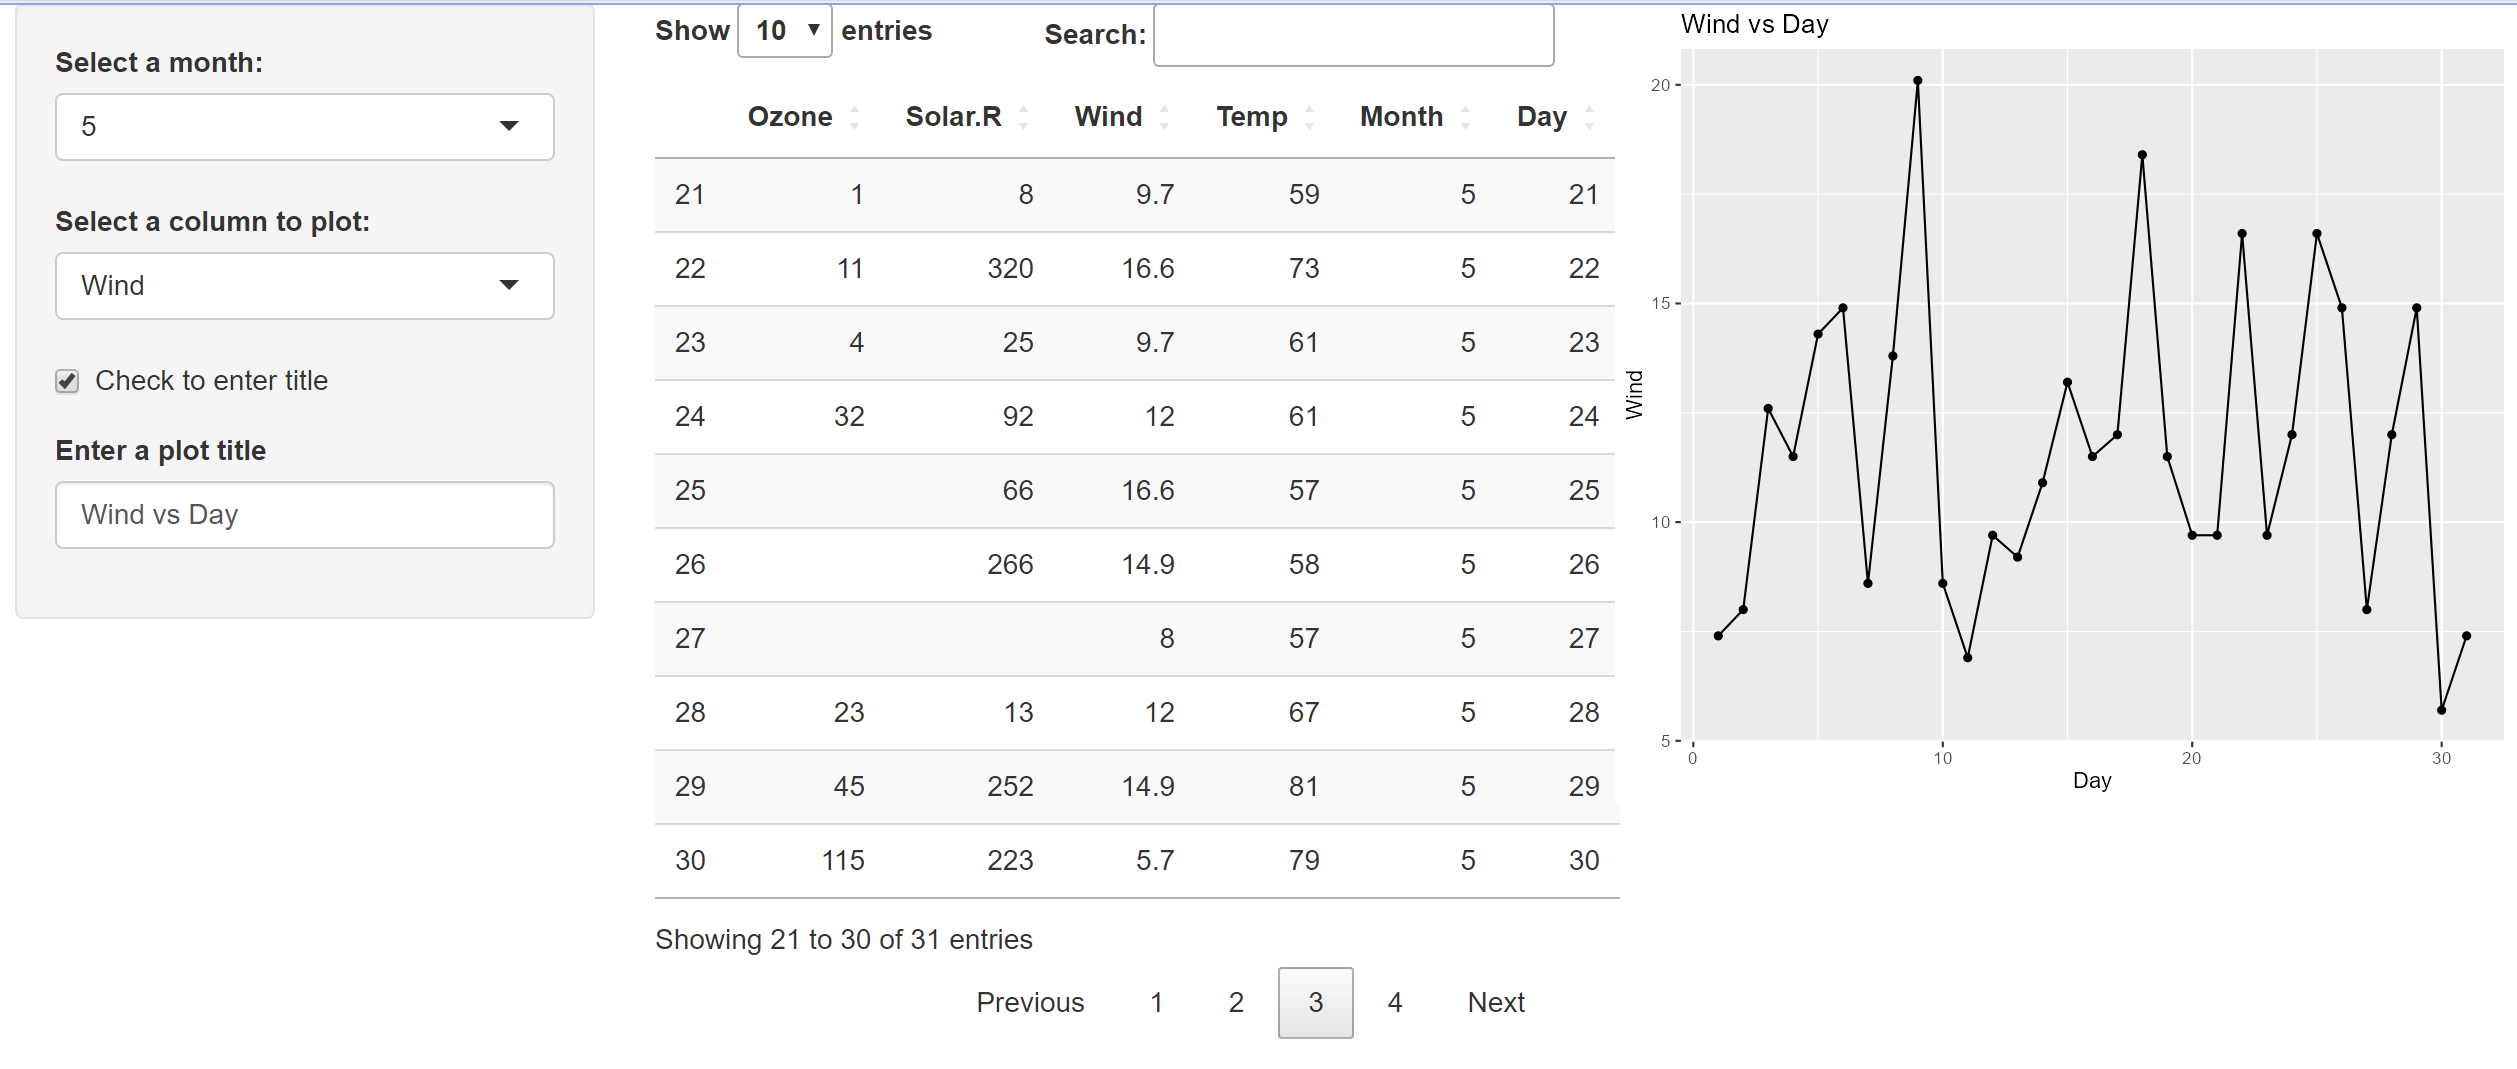 Select a month:
5
Select a column to plot:
Wind
Check to enter title
Enter a plot title
Wind vs Day
Show 10 entries
Search:
Ozone Solar.R Wind Temp Month Day
21 1 8 9.7 59 5 21
22 11 320 16.6 73 5 22
23 4 25 9.7 61 5 23
24 32 92 12 61 5 24
25 66 16.6 57 5 25
26 266 14.9 58 5 26
27 8 57 5 27
28 23 13 12 67 5 28
29 45 252 14.9 81 5 29
30 115 223 5.7 79 5 30
Showing 21 to 30 of 31 entries
Previous 1 2 3 4 Next
Wind vs Day
20
15
10
5
Wind
0 10 20 30
Day